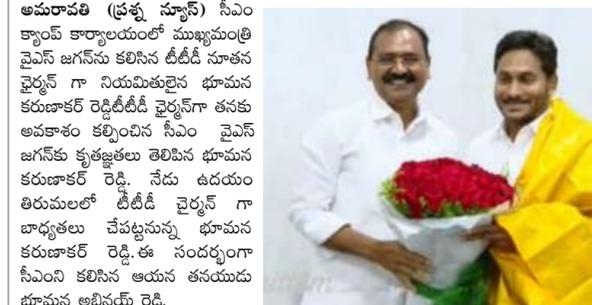 అమరావతి (ప్రశ్న న్యూస్) సీఎం
క్యాంప్ కార్యాలయంలో ముఖ్యమంత్రి
వైఎస్ జగన్‌ను కలిసిన టీటీడీ నూతన
ఛైర్మన్ గా నియమితులైన భూమన
కరుణాకర్ రెడ్డిటీటీడీ ఛైర్మన్‌గా తనకు
అవకాశం కల్పించిన సీఎం వైఎస్
జగన్‌కు కృతజ్ఞతలు తెలిపిన భూమన
కరుణాకర్ రెడ్డి. నేడు ఉదయం
తిరుమలలో టీటీడీ చైర్మన్ గా
బాధ్యతలు చేపట్టనున్న భూమన
కరుణాకర్ రెడ్డి.ఈ సందర్భంగా
సీఎంని కలిసిన ఆయన తనయుడు
భూమన అభినయ్ రెడ్డి.